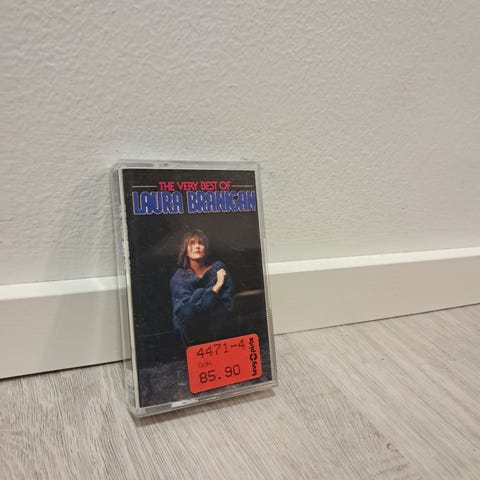 THE VERY BEST OF
LAURA BRANIGAN
4471-4
85.90